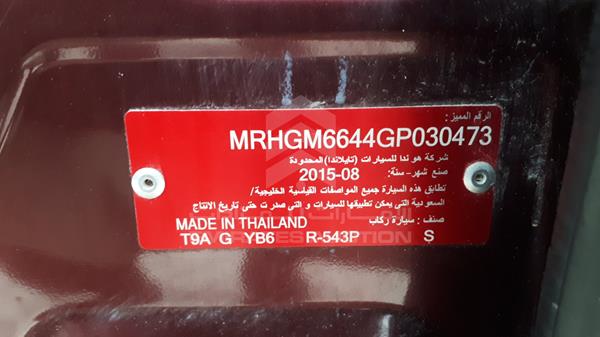 الرقم المميز:
MRHGM6644GP030473
شركة هوندا للسيارات (تايلاندا) المحدودة
صنع شهر- سنة: 2015-08
تطابق هذه السيارة جميع المواصفات القياسية الخليجية/
السعودية التي يمكن تطبيقها للسيارات و التي صدرت حتى تاريخ الانتاج
صنف: سيارة ركاب
MADE IN THAILAND
T9A G YB6 R-543P S